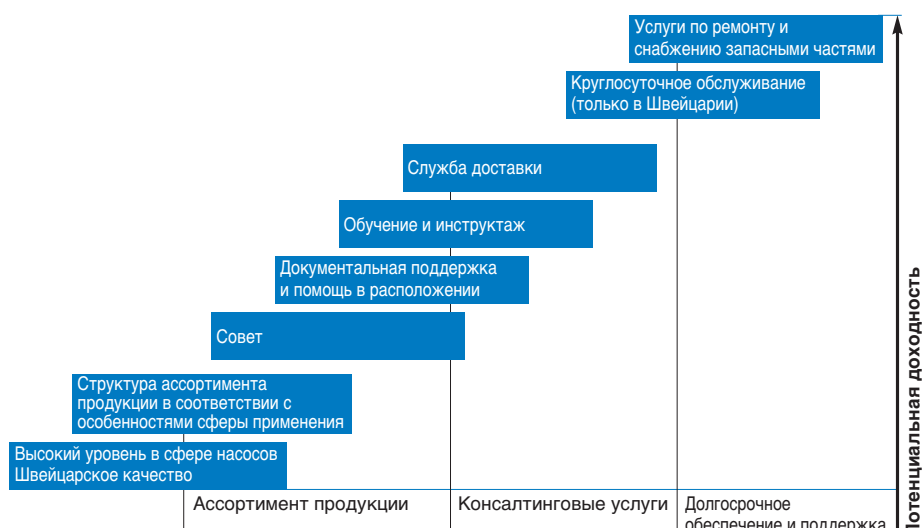 Услуги по ремонту и
снабжению запасными частями
Круглосуточное обслуживание
(только в Швейцарии)
Служба доставки
Обучение и инструктаж
Документальная поддержка
и помощь в расположении
Совет
Структура ассортимента
продукции в соответствии с
особенностями сферы применения
Высокий уровень в сфере насосов
Швейцарское качество
Ассортимент продукции
Консалтинговые услуги
Долгосрочное
обеспечение и поддержка
потенциальная доходность